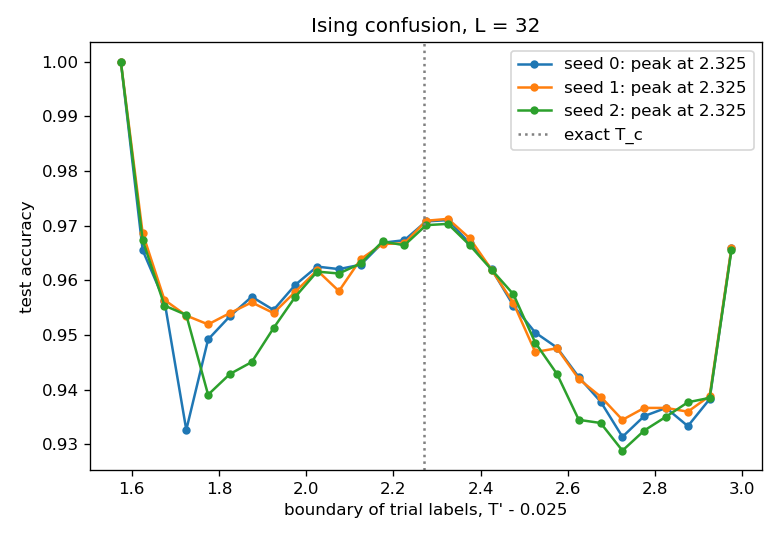 Ising confusion, L = 32
seed 0: peak at 2.325
seed 1: peak at 2.325
seed 2: peak at 2.325
exact T_c
test accuracy
1.00
0.99
0.98
0.97
0.96
0.95
0.94
0.93
1.6 1.8 2.0 2.2 2.4 2.6 2.8 3.0
boundary of trial labels, T' - 0.025